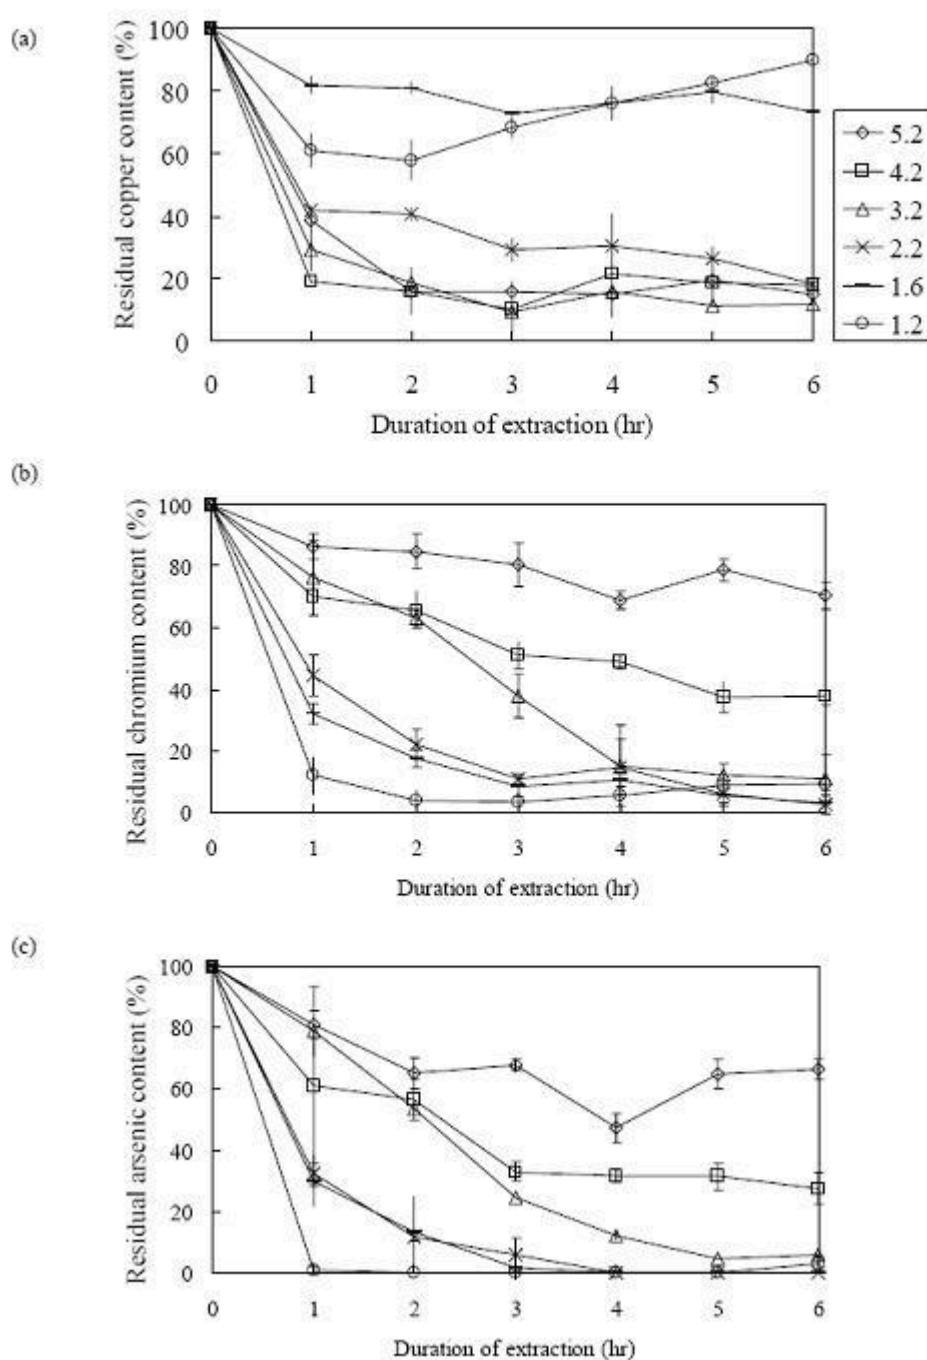 (a)
Residual copper content (%)
100
80
60
40
20
0
0 1 2 3 4 5 6
Duration of extraction (hr)
5.2
4.2
3.2
2.2
1.6
1.2
(b)
Residual chromium content (%)
100
80
60
40
20
0
0 1 2 3 4 5 6
Duration of extraction (hr)
(c)
Residual arsenic content (%)
100
80
60
40
20
0
0 1 2 3 4 5 6
Duration of extraction (hr)